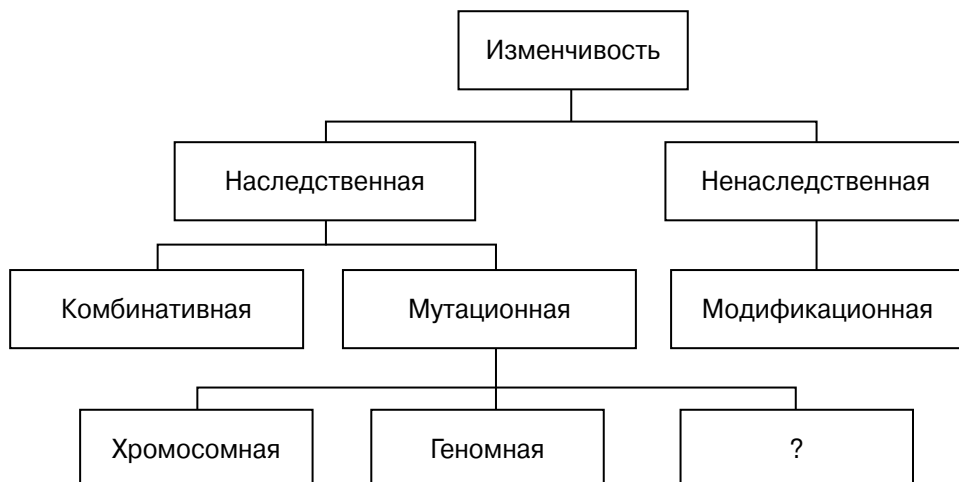 Изменчивость
Наследственная
Ненаследственная
Комбинативная
Мутационная
Модификационная
Хромосомная
Геномная
?